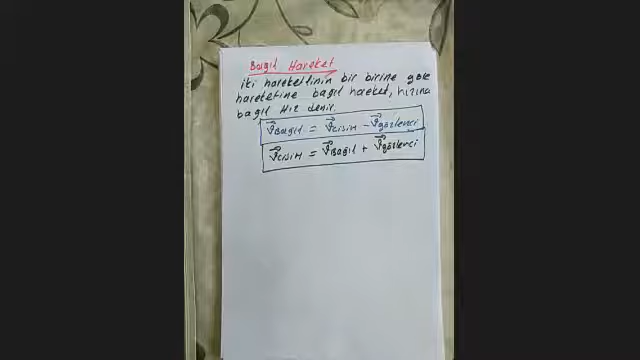 Bağıl Hareket
iki hareketlinin bir birine göre
hareketine bağıl hareket, hızına
bağıl Hız denir.
V⃗Bağıl = V⃗cisim - V⃗gözlemci
V⃗cisim = V⃗Bağıl + V⃗gözlemci